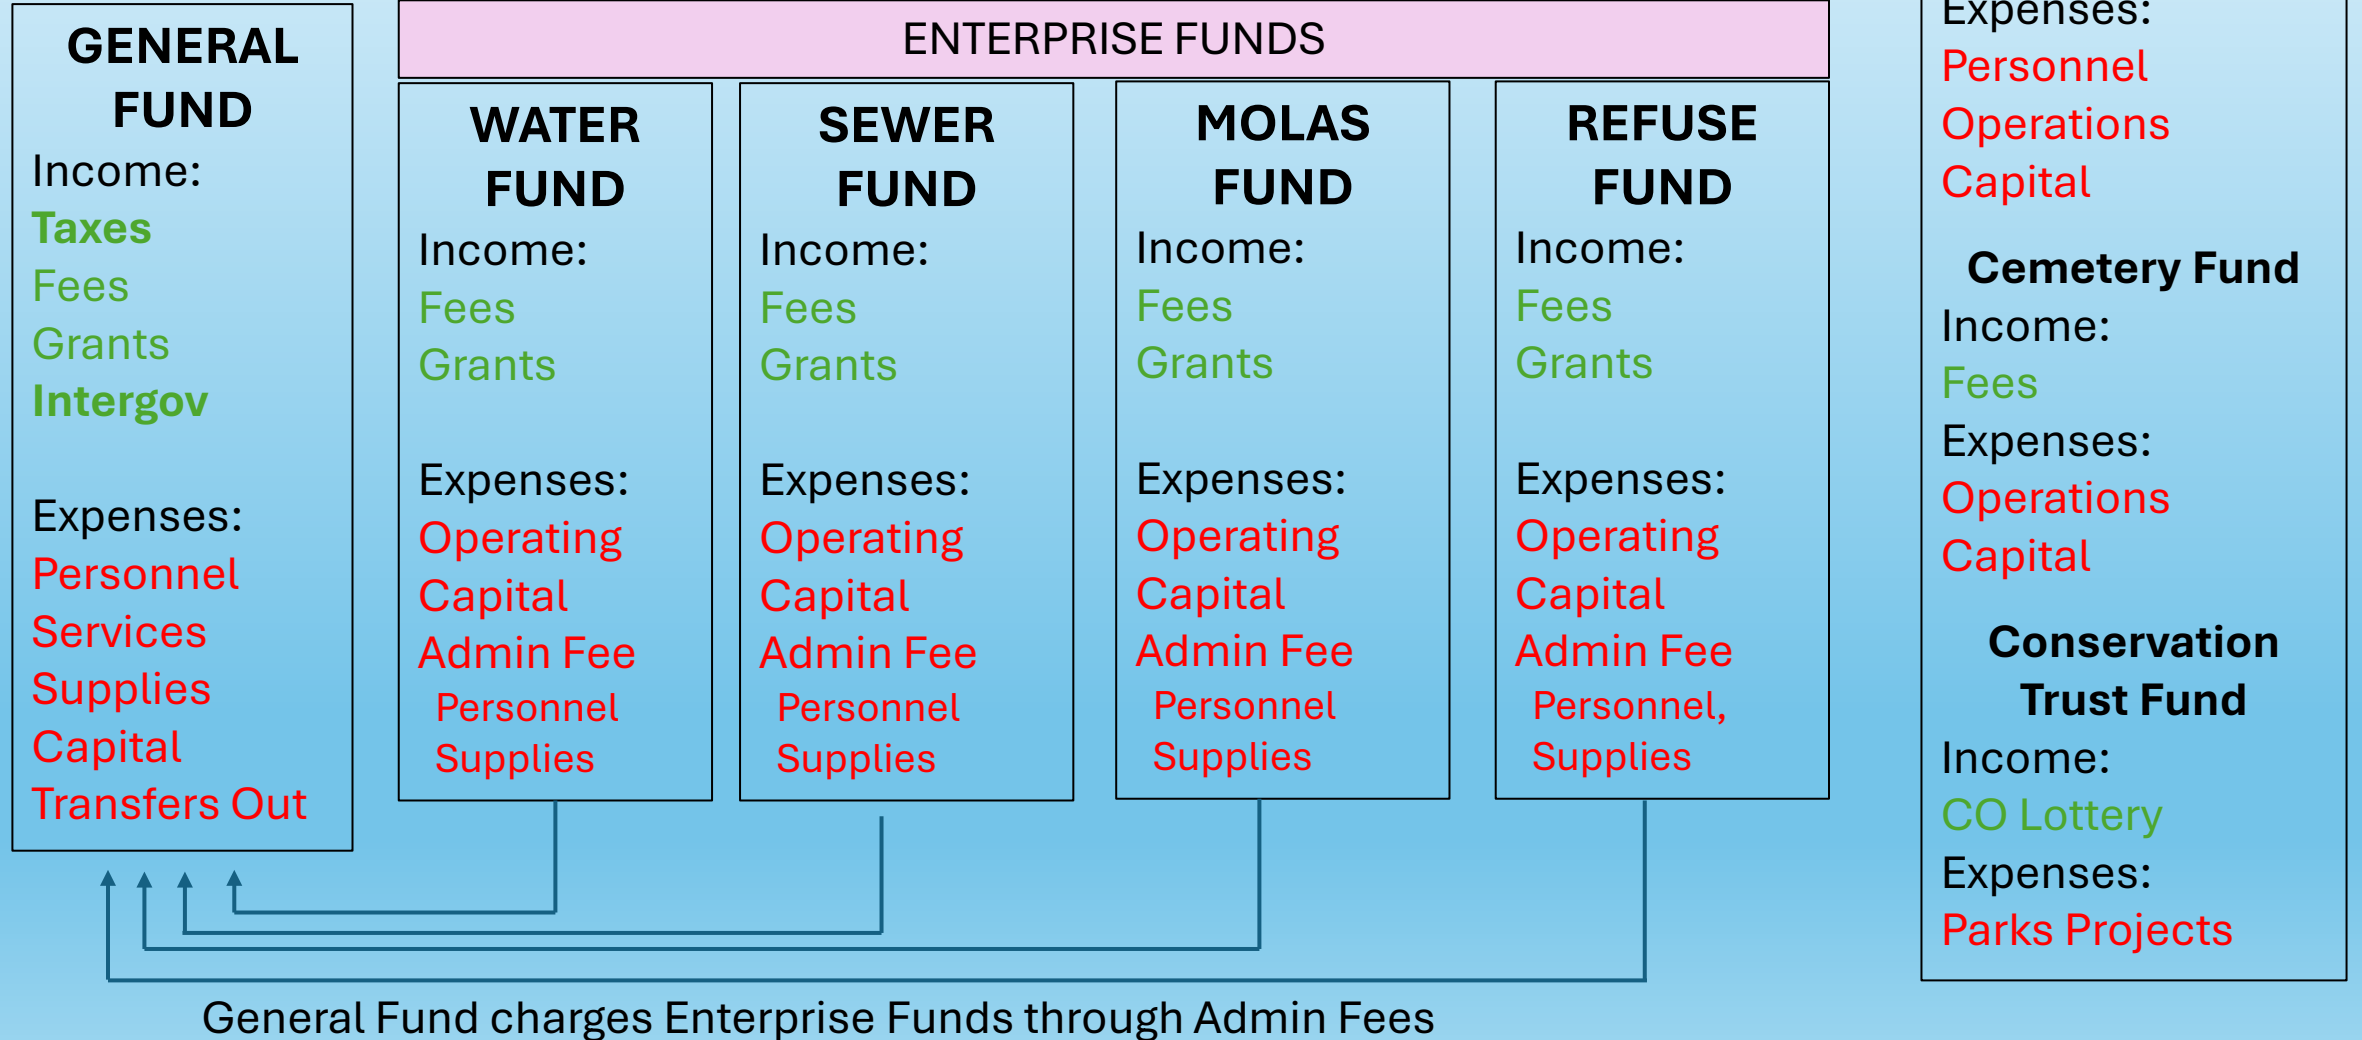 GENERAL
FUND
Income:
Taxes
Fees
Grants
Intergov
Expenses:
Personnel
Services
Supplies
Capital
Transfers Out
ENTERPRISE FUNDS
WATER
FUND
Income:
Fees
Grants
Expenses:
Operating
Capital
Admin Fee
Personnel
Supplies
SEWER
FUND
Income:
Fees
Grants
Expenses:
Operating
Capital
Admin Fee
Personnel
Supplies
MOLAS
FUND
Income:
Fees
Grants
Expenses:
Operating
Capital
Admin Fee
Personnel
Supplies
REFUSE
FUND
Income:
Fees
Grants
Expenses:
Operating
Capital
Admin Fee
Personnel,
Supplies
Expenses:
Personnel
Operations
Capital
Cemetery Fund
Income:
Fees
Expenses:
Operations
Capital
Conservation
Trust Fund
Income:
CO Lottery
Expenses:
Parks Projects
General Fund charges Enterprise Funds through Admin Fees